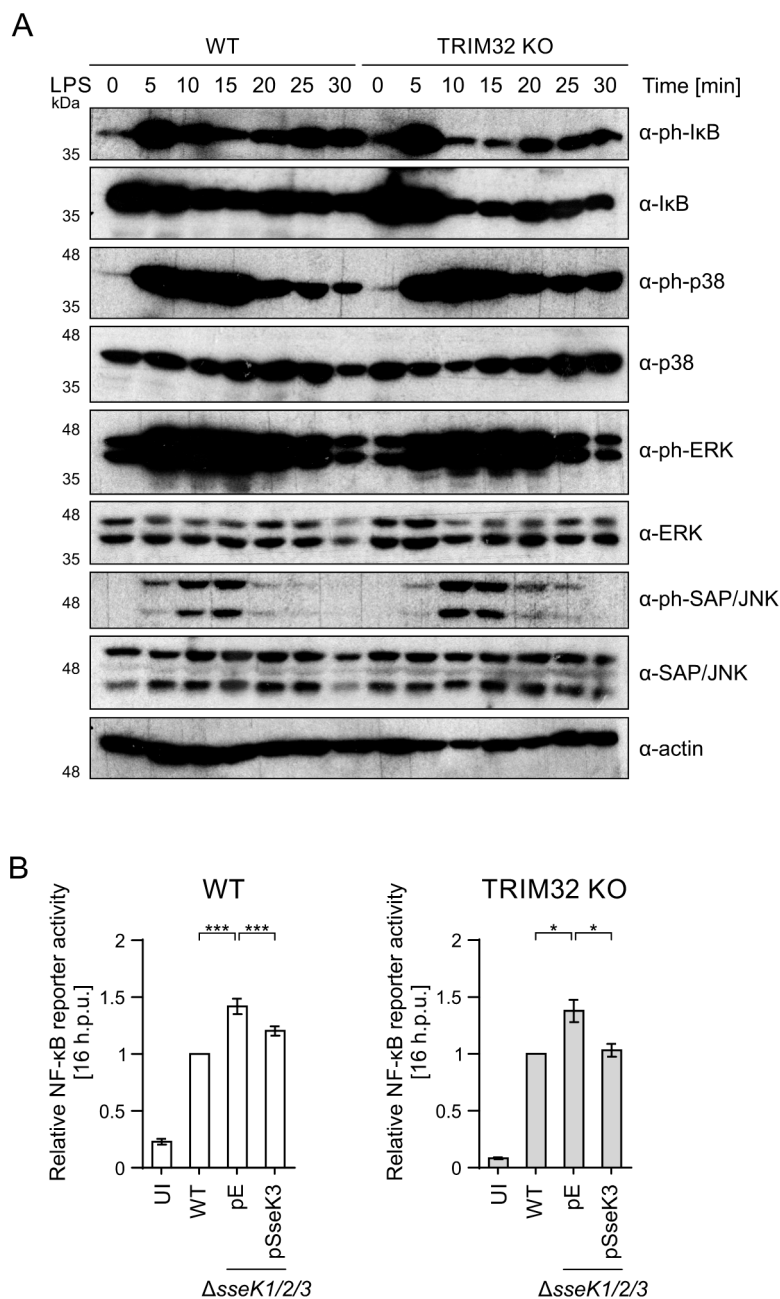 A
WT TRIM32 KO
LPS 0 5 10 15 20 25 30 0 5 10 15 20 25 30 Time [min]
kDa
35 α-ph-IκB
35 α-IκB
48
35 α-ph-p38
48
35 α-p38
48
35 α-ph-ERK
48
35 α-ERK
48 α-ph-SAP/JNK
48 α-SAP/JNK
48 α-actin
B
WT
Relative NF-κB reporter activity
[16 h.p.u.]
2
1.5
1
0.5
0
*** ***
UI WT pE pSseK3
ΔsseK1/2/3
TRIM32 KO
Relative NF-κB reporter activity
[16 h.p.u.]
2
1.5
1
0.5
0
* *
UI WT pE pSseK3
ΔsseK1/2/3